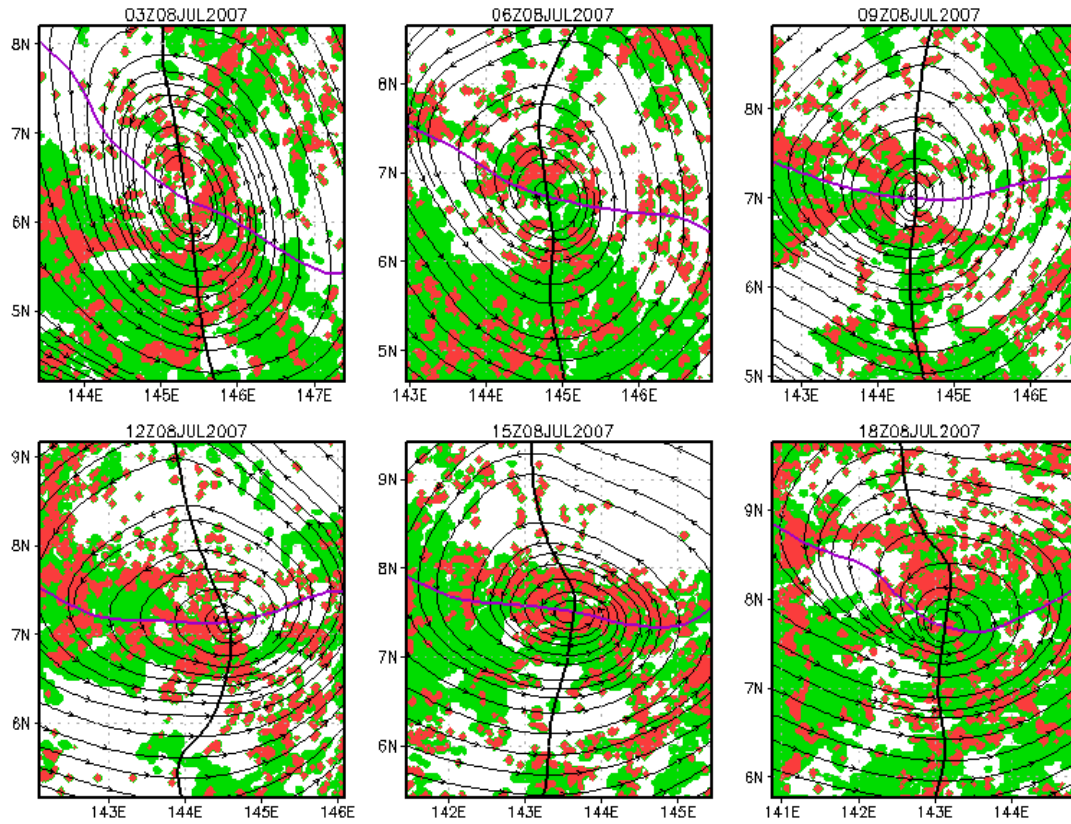 03Z08JUL2007
06Z08JUL2007
09Z08JUL2007
8N
7N
6N
5N
144E 145E 146E 147E
8N
7N
6N
5N
143E 144E 145E 146E
8N
7N
6N
5N
143E 144E 145E 146E
12Z08JUL2007
15Z08JUL2007
18Z08JUL2007
9N
8N
7N
6N
143E 144E 145E 146E
9N
8N
7N
6N
142E 143E 144E 145E
9N
8N
7N
141E 142E 143E 144E